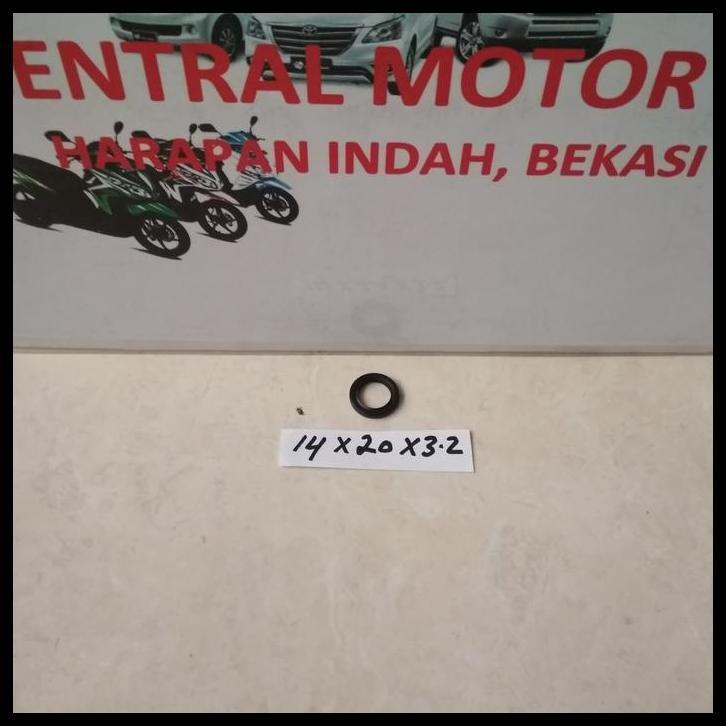 ENTRAL MOTOR
HARAPAN INDAH, BEKASI
14 X 20 X 3.2